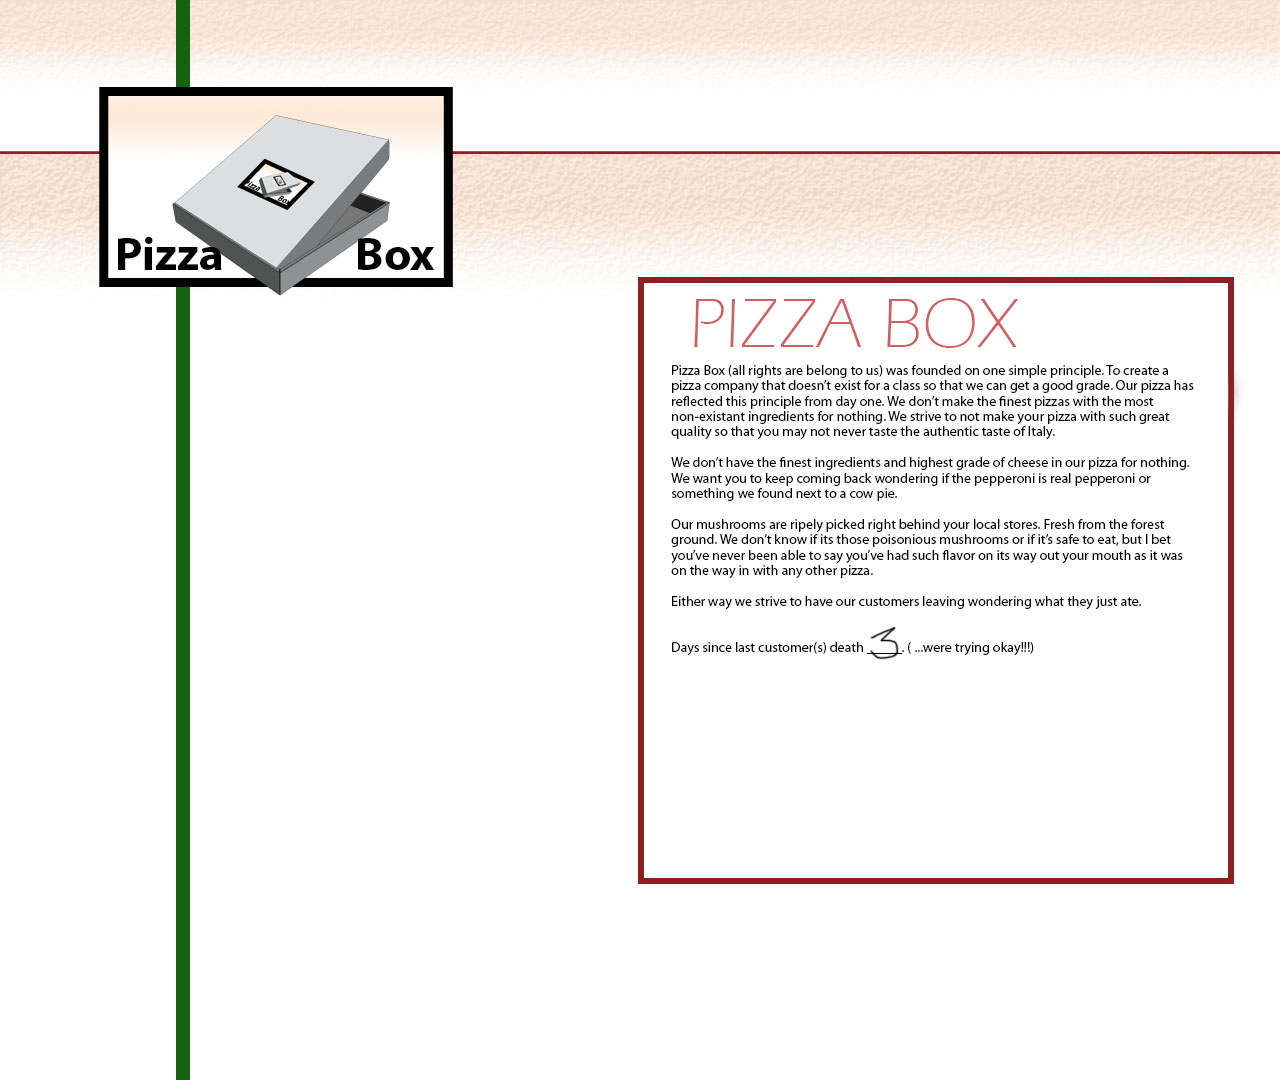 Pizza Box
Pizza
Box
PIZZA BOX
Pizza Box (all rights are belong to us) was founded on one simple principle. To create a
pizza company that doesn't exist for a class so that we can get a good grade. Our pizza has
reflected this principle from day one. We don't make the finest pizzas with the most
non-existant ingredients for nothing. We strive to not make your pizza with such great
quality so that you may not never taste the authentic taste of Italy.
We don't have the finest ingredients and highest grade of cheese in our pizza for nothing.
We want you to keep coming back wondering if the pepperoni is real pepperoni or
something we found next to a cow pie.
Our mushrooms are ripely picked right behind your local stores. Fresh from the forest
ground. We don't know if its those poisonious mushrooms or if it's safe to eat, but I bet
you've never been able to say you've had such flavor on its way out your mouth as it was
on the way in with any other pizza.
Either way we strive to have our customers leaving wondering what they just ate.
Days since last customer(s) death 3. ( ...were trying okay!!!)